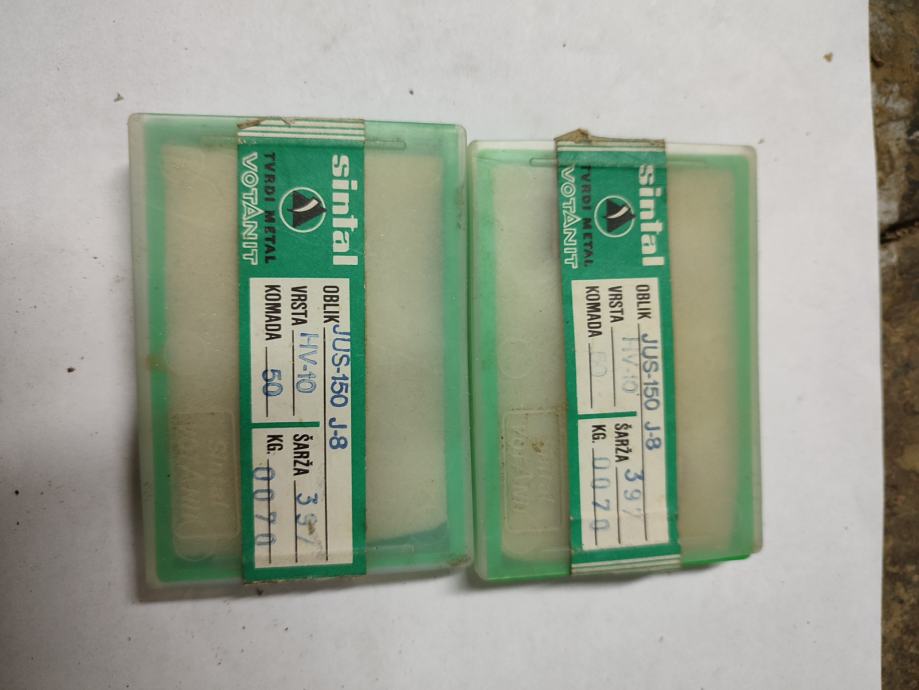 sintal
TVRDI METAL
VOTANIT
OBLIK JUS-150 J-8
VRSTA HV-10 ŠARŽA 397
KOMADA 50 KG. 0070
sintal
TVRDI METAL
VOTANIT
OBLIK JUS-150 J-8
VRSTA HV-10 ŠARŽA 397
KOMADA 50 KG. 0070